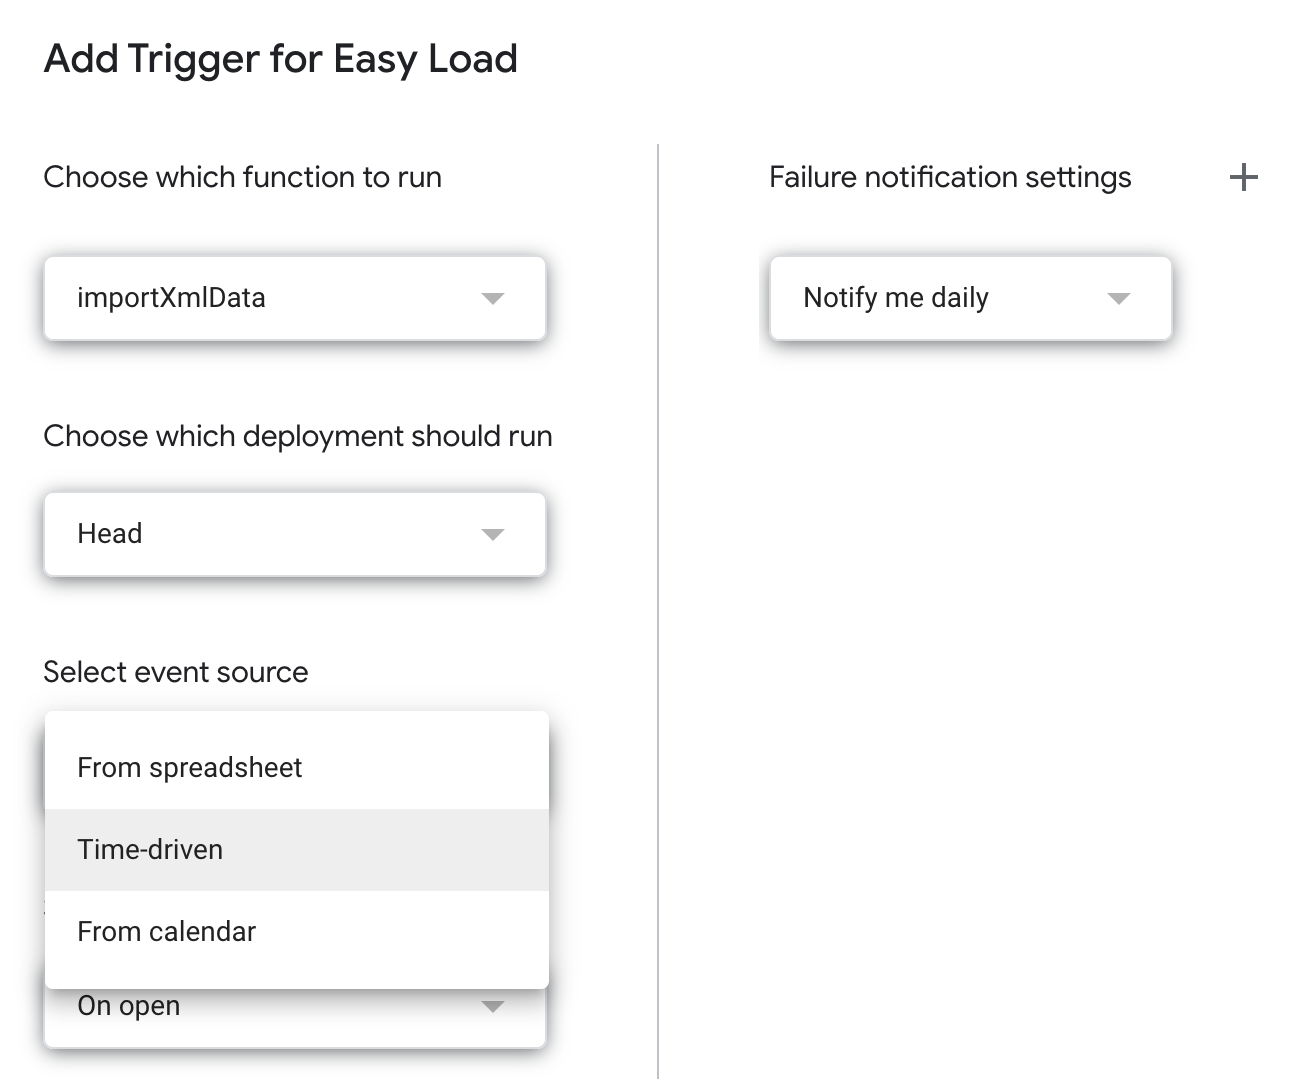 Add Trigger for Easy Load
Choose which function to run
importXmlData
Choose which deployment should run
Head
Select event source
From spreadsheet
Time-driven
From calendar
On open
Failure notification settings
Notify me daily